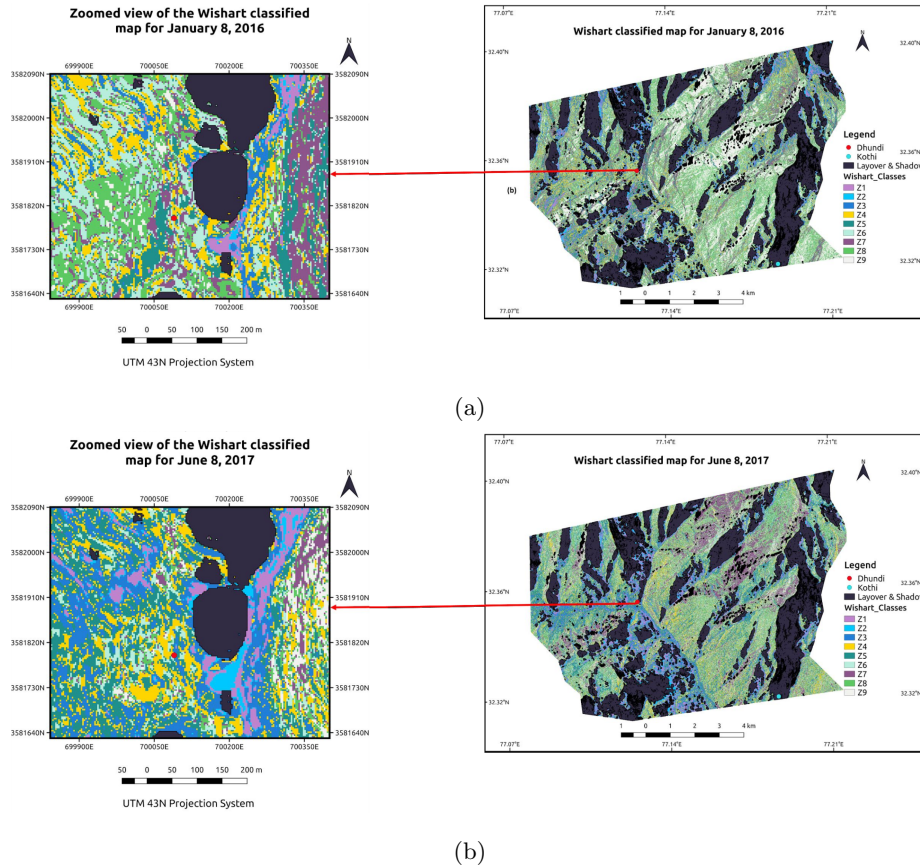 Zoomed view of the Wishart classified
map for January 8, 2016
N
699900E 700050E 700200E 700350E
3582090N 3582090N
3582000N 3582000N
3581910N 3581910N
3581820N 3581820N
3581730N 3581730N
3581640N 3581640N
699900E 700050E 700200E 700350E
50 0 50 100 150 200 m
UTM 43N Projection System
77.07°E 77.14°E 77.21°E
Wishart classified map for January 8, 2016
N
32.40°N 32.40°N
32.36°N 32.36°N
(b)
32.32°N 32.32°N
Legend
Dhundi
Kothi
Layover & Shadow
Wishart_Classes
Z1
Z2
Z3
Z4
Z5
Z6
Z7
Z8
Z9
1 0 1 2 3 4 km
77.07°E 77.14°E 77.21°E
(a)
Zoomed view of the Wishart classified
map for June 8, 2017
N
699900E 700050E 700200E 700350E
3582090N 3582090N
3582000N 3582000N
3581910N 3581910N
3581820N 3581820N
3581730N 3581730N
3581640N 3581640N
699900E 700050E 700200E 700350E
50 0 50 100 150 200 m
UTM 43N Projection System
77.07°E 77.14°E 77.21°E
Wishart classified map for June 8, 2017
N
32.40°N 32.40°N
32.36°N 32.36°N
32.32°N 32.32°N
Legend
Dhundi
Kothi
Layover & Shadow
Wishart_Classes
Z1
Z2
Z3
Z4
Z5
Z6
Z7
Z8
Z9
1 0 1 2 3 4 km
77.07°E 77.14°E 77.21°E
(b)